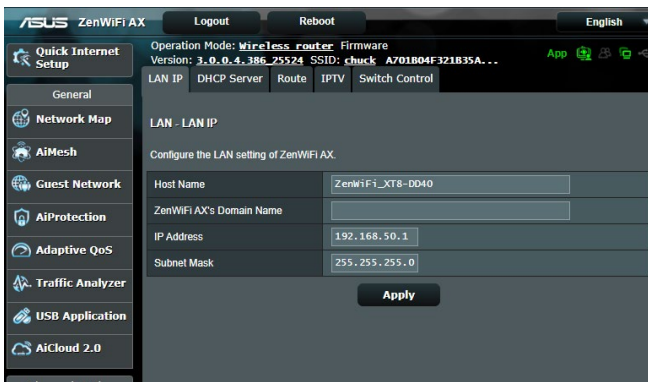 ASUS ZenWiFi AX Logout Reboot English
Quick Internet Setup
Operation Mode: Wireless router Firmware
Version: 3.0.0.4.386_25524 SSID: chuck A701B04F321B35A...
App
LAN IP DHCP Server Route IPTV Switch Control
General
Network Map
AiMesh
Guest Network
AiProtection
Adaptive QoS
Traffic Analyzer
USB Application
AiCloud 2.0
LAN - LAN IP
Configure the LAN setting of ZenWiFi AX.
Host Name ZenWiFi_XT8-DD40
ZenWiFi AX's Domain Name
IP Address 192.168.50.1
Subnet Mask 255.255.255.0
Apply